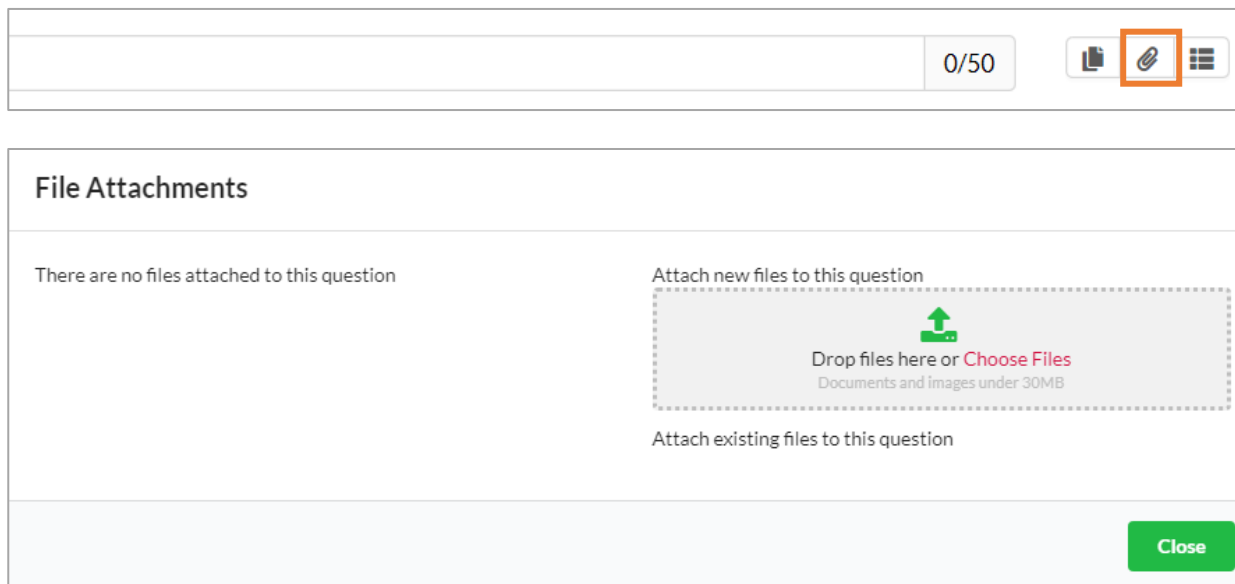 0/50
File Attachments
There are no files attached to this question
Attach new files to this question
Drop files here or Choose Files
Documents and images under 30MB
Attach existing files to this question
Close